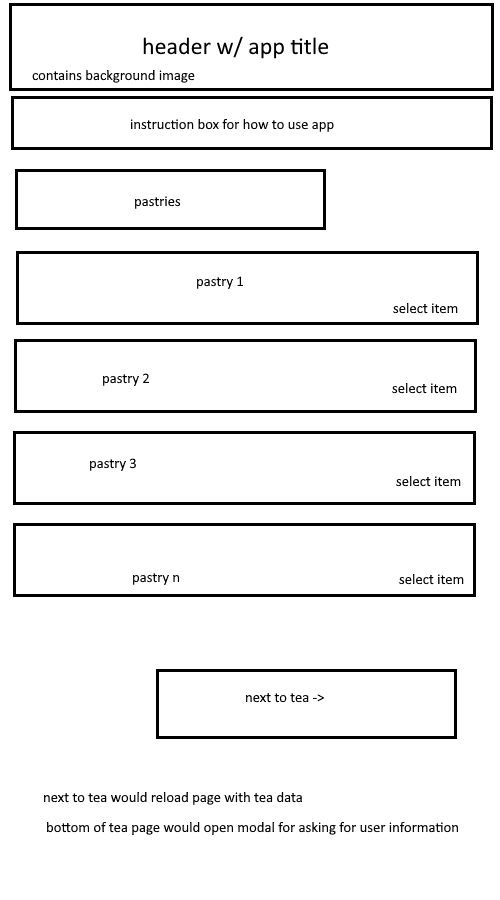 header w/ app title
contains background image
instruction box for how to use app
pastries
pastry 1
select item
pastry 2
select item
pastry 3
select item
pastry n
select item
next to tea ->
next to tea would reload page with tea data
bottom of tea page would open modal for asking for user information